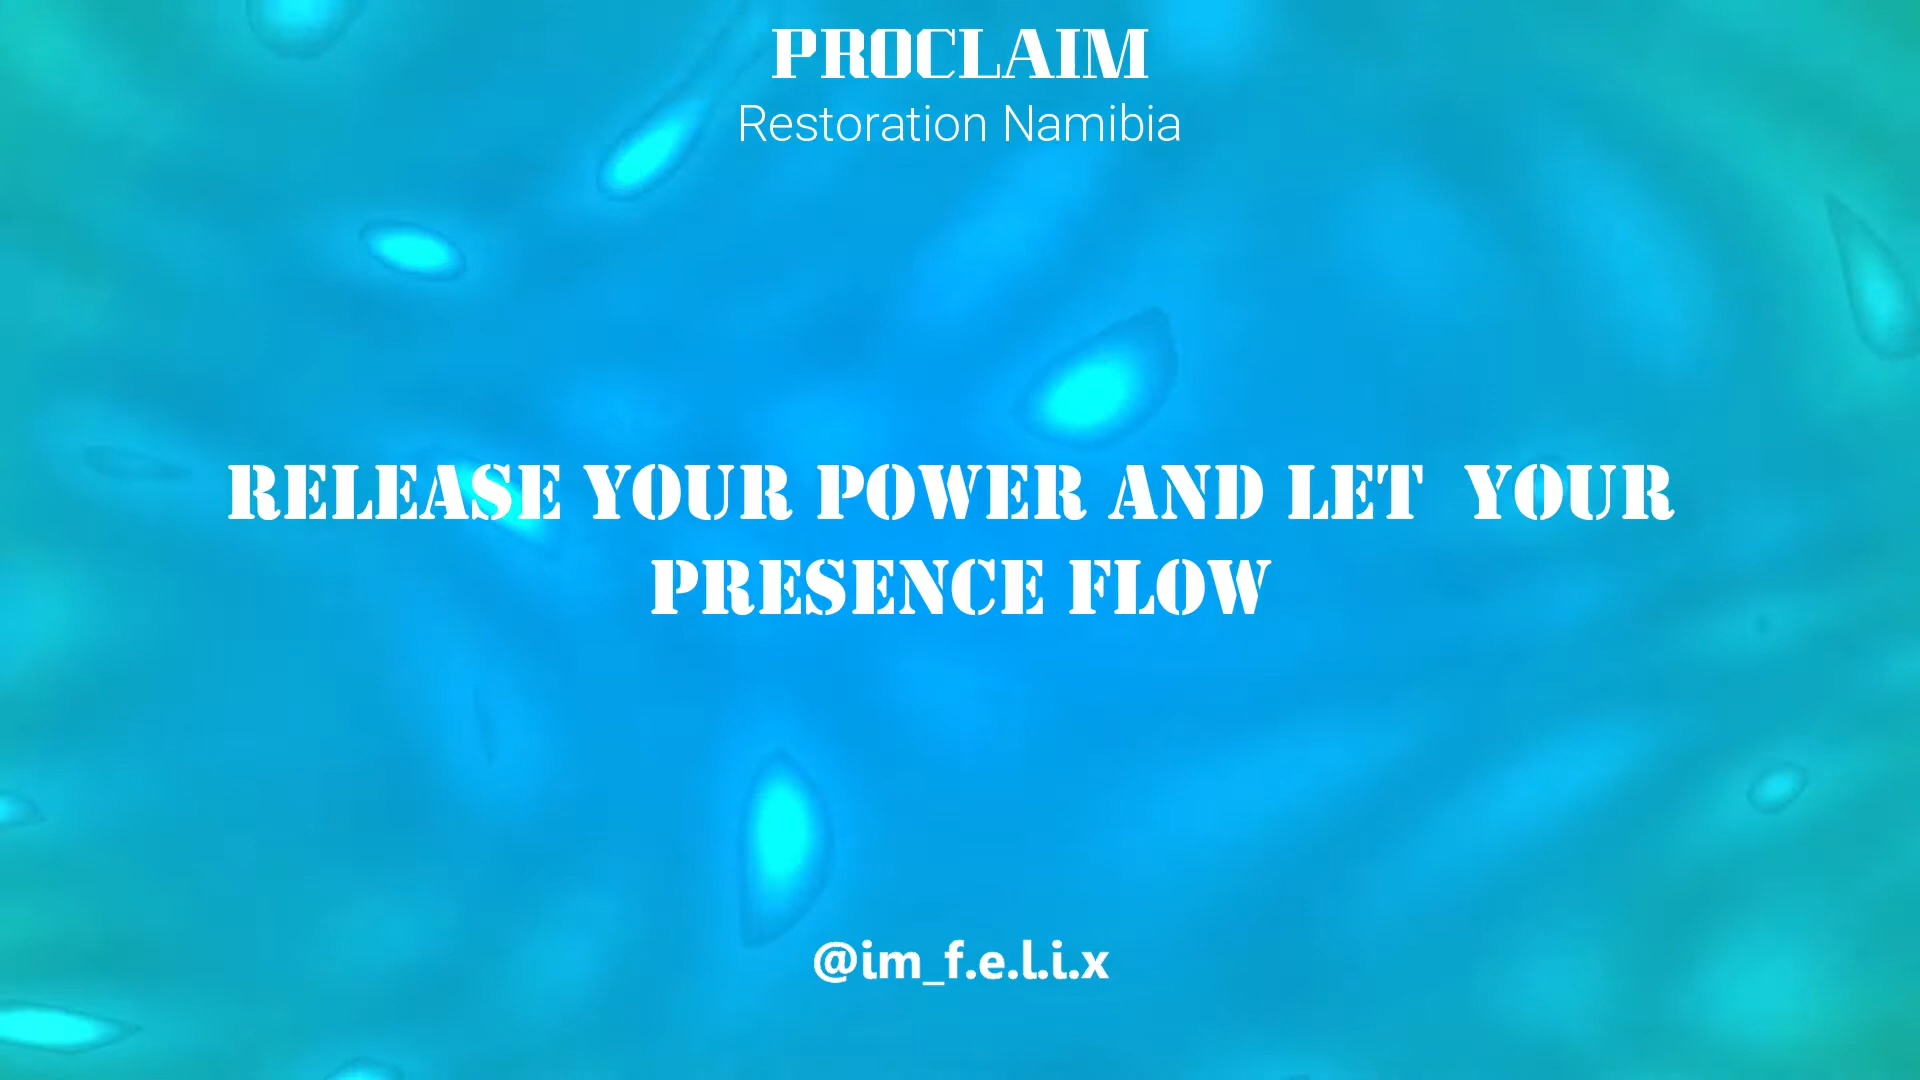 PROCLAIM
Restoration Namibia
RELEASE YOUR POWER AND LET  YOUR
PRESENCE FLOW
@im_f.e.l.i.x